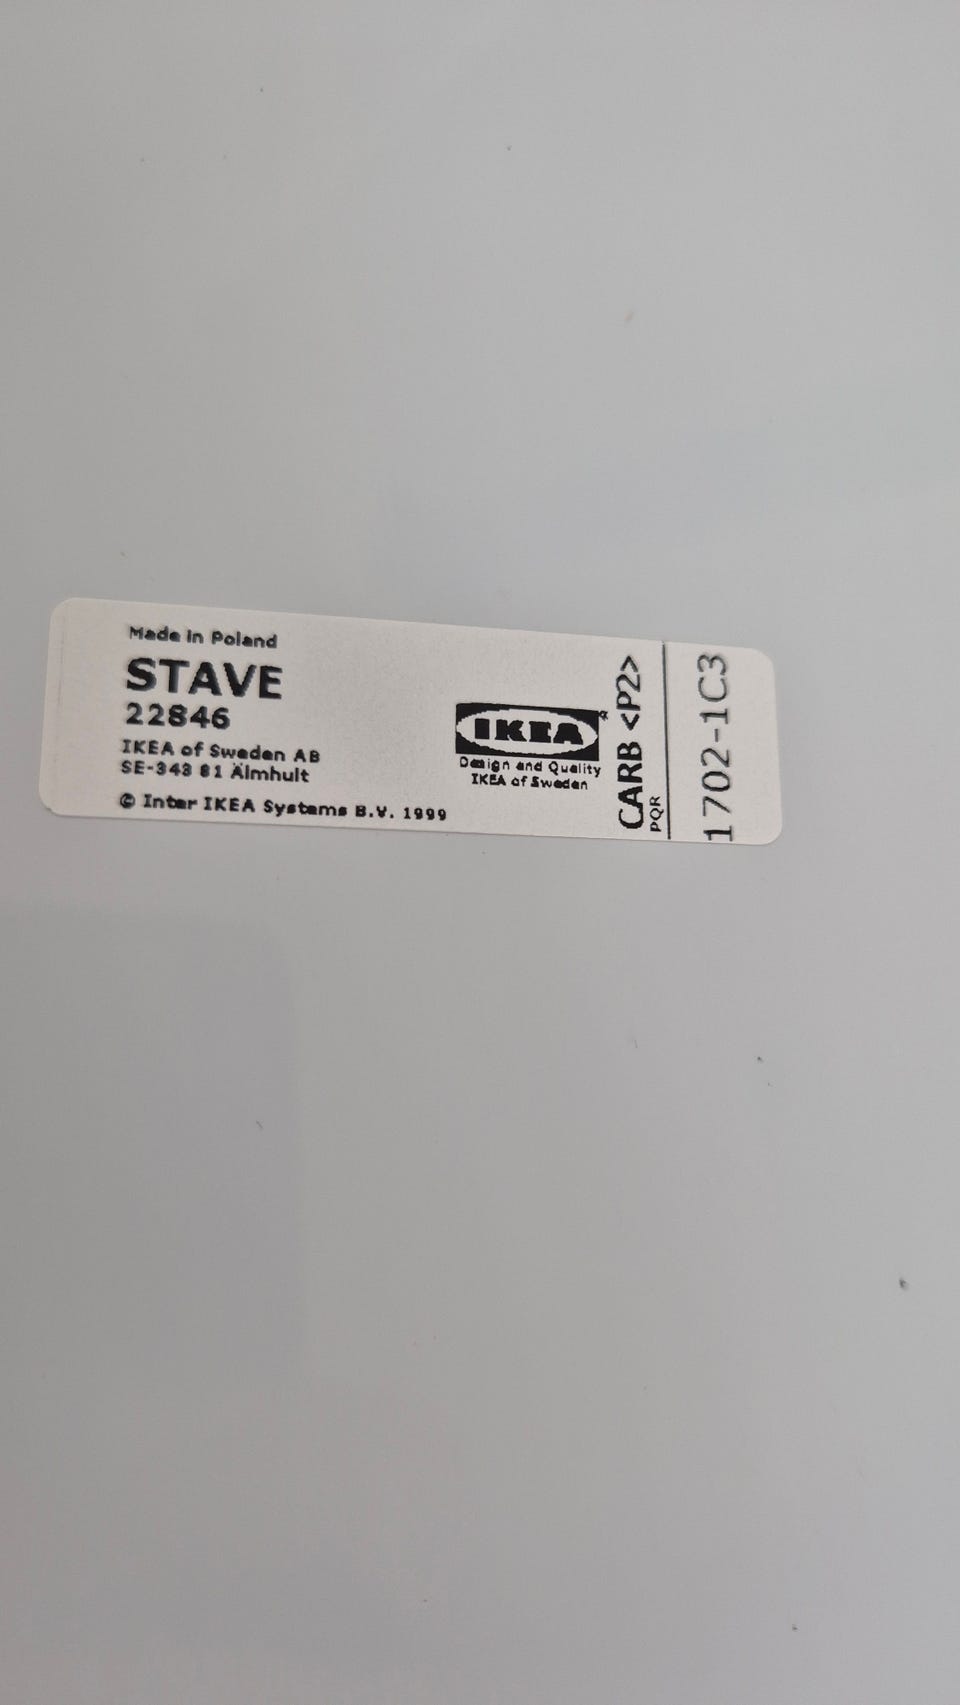 Made in Poland
STAVE
22846
IKEA of Sweden AB
SE-343 81 Älmhult
© Inter IKEA Systems B.V. 1999
IKEA®
Design and Quality
IKEA of Sweden
CARB <P2>
PQR
1702-1C3